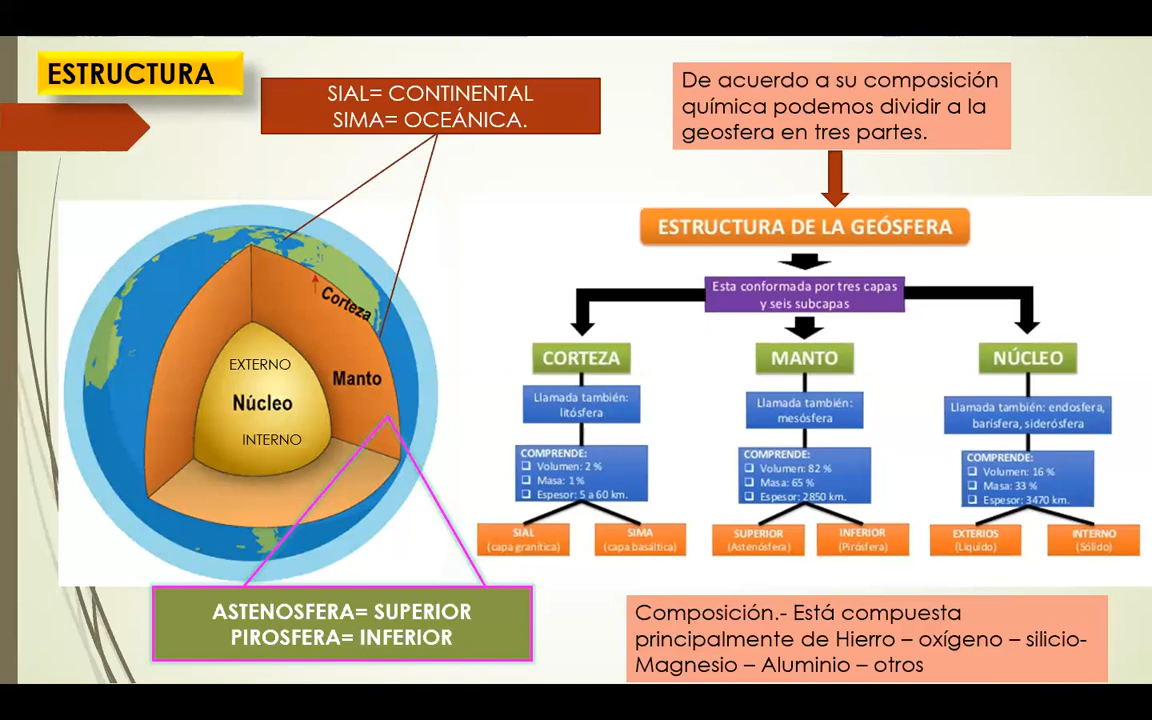 ESTRUCTURA
SIAL= CONTINENTAL
SIMA= OCEÁNICA.
De acuerdo a su composición
química podemos dividir a la
geosfera en tres partes.
Corteza
EXTERNO
Manto
Núcleo
INTERNO
ASTENOSFERA= SUPERIOR
PIROSFERA= INFERIOR
ESTRUCTURA DE LA GEÓSFERA
Esta conformada por tres capas
y seis subcapas
CORTEZA
Llamada también:
litósfera
COMPRENDE:
❑ Volumen: 2 %
❑ Masa: 1 %
❑ Espesor: 5 a 60 km.
SIAL
(capa granítica)
SIMA
(capa basáltica)
MANTO
Llamada también:
mesósfera
COMPRENDE:
❑ Volumen: 82 %
❑ Masa: 65 %
❑ Espesor: 2850 km.
SUPERIOR
(Astenósfera)
INFERIOR
(Pirósfera)
NÚCLEO
Llamada también: endosfera,
barísfera, siderósfera
COMPRENDE:
❑ Volumen: 16 %
❑ Masa: 33 %
❑ Espesor: 3470 km.
EXTERIOS
(Líquido)
INTERNO
(Sólido)
Composición.- Está compuesta
principalmente de Hierro – oxígeno – silicio-
Magnesio – Aluminio – otros